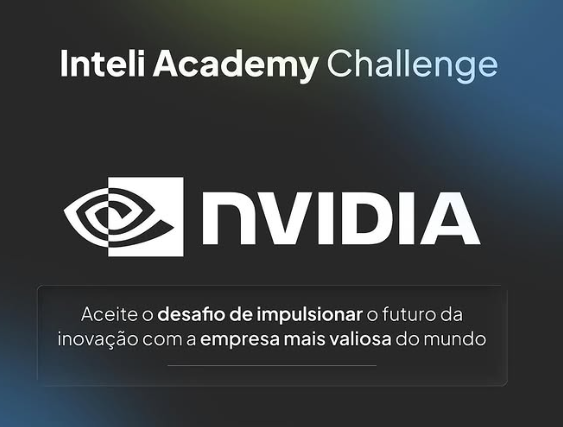 Inteli Academy Challenge
NVIDIA
Aceite o desafio de impulsionar o futuro da
inovação com a empresa mais valiosa do mundo